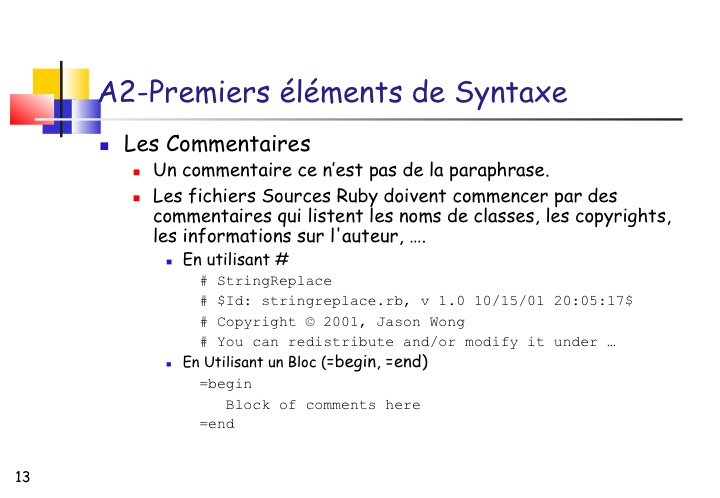 A2-Premiers éléments de Syntaxe
Les Commentaires
Un commentaire ce n’est pas de la paraphrase.
Les fichiers Sources Ruby doivent commencer par des
commentaires qui listent les noms de classes, les copyrights,
les informations sur l'auteur, ….
En utilisant #
# StringReplace
# $Id: stringreplace.rb, v 1.0 10/15/01 20:05:17$
# Copyright © 2001, Jason Wong
# You can redistribute and/or modify it under …
En Utilisant un Bloc (=begin, =end)
=begin
Block of comments here
=end
13